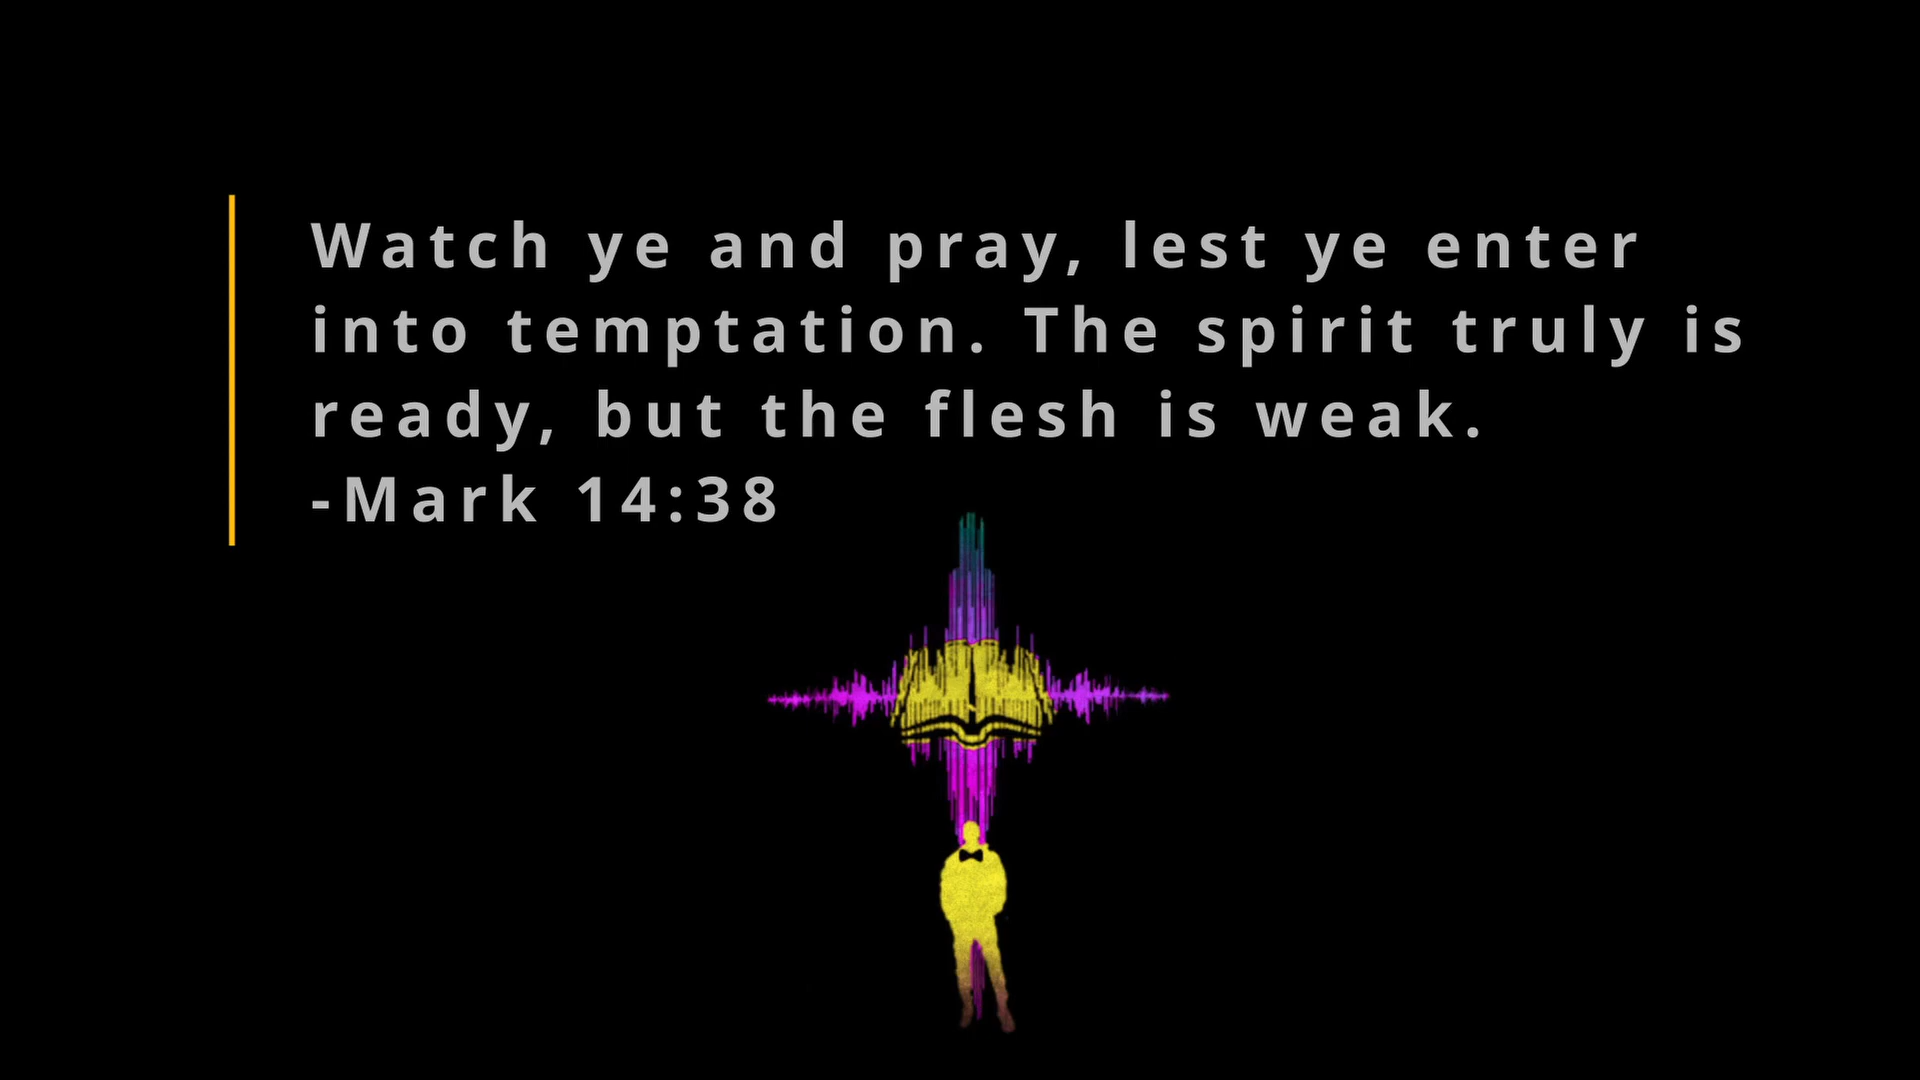 Watch ye and pray, lest ye enter
into temptation. The spirit truly is
ready, but the flesh is weak.
-Mark 14:38